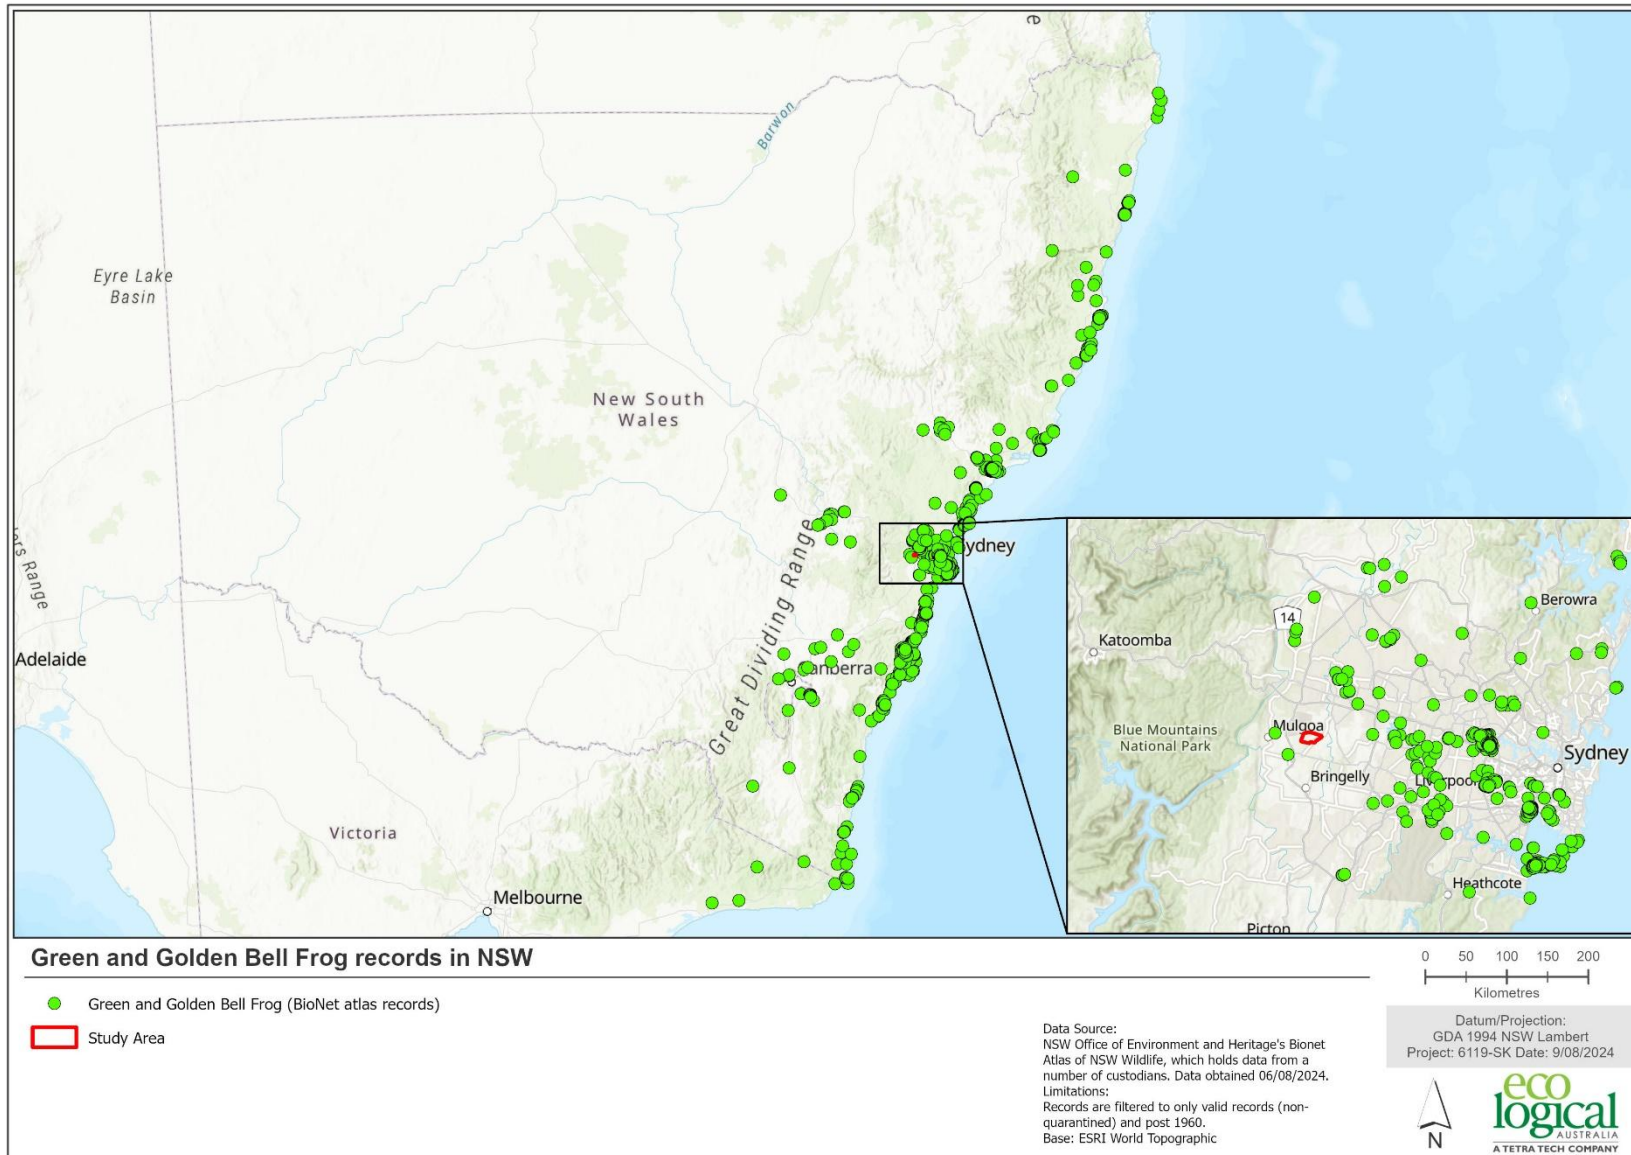 e
Barwon
Eyre Lake
Basin
New South
Wales
Great Dividing Range
ydney
ers Range
Adelaide
anberra
Victoria
Melbourne
14
Berowra
Katoomba
Blue Mountains
National Park
Mulgoa
Sydney
Bringelly
Liverpool
Heathcote
Picton
Green and Golden Bell Frog records in NSW
Green and Golden Bell Frog (BioNet atlas records)
Study Area
0 50 100 150 200
Kilometres
Data Source:
NSW Office of Environment and Heritage's Bionet
Atlas of NSW Wildlife, which holds data from a
number of custodians. Data obtained 06/08/2024.
Limitations:
Records are filtered to only valid records (non-
quarantined) and post 1960.
Base: ESRI World Topographic
Datum/Projection:
GDA 1994 NSW Lambert
Project: 6119-SK Date: 9/08/2024
N
eco
logical
AUSTRALIA
A TETRA TECH COMPANY